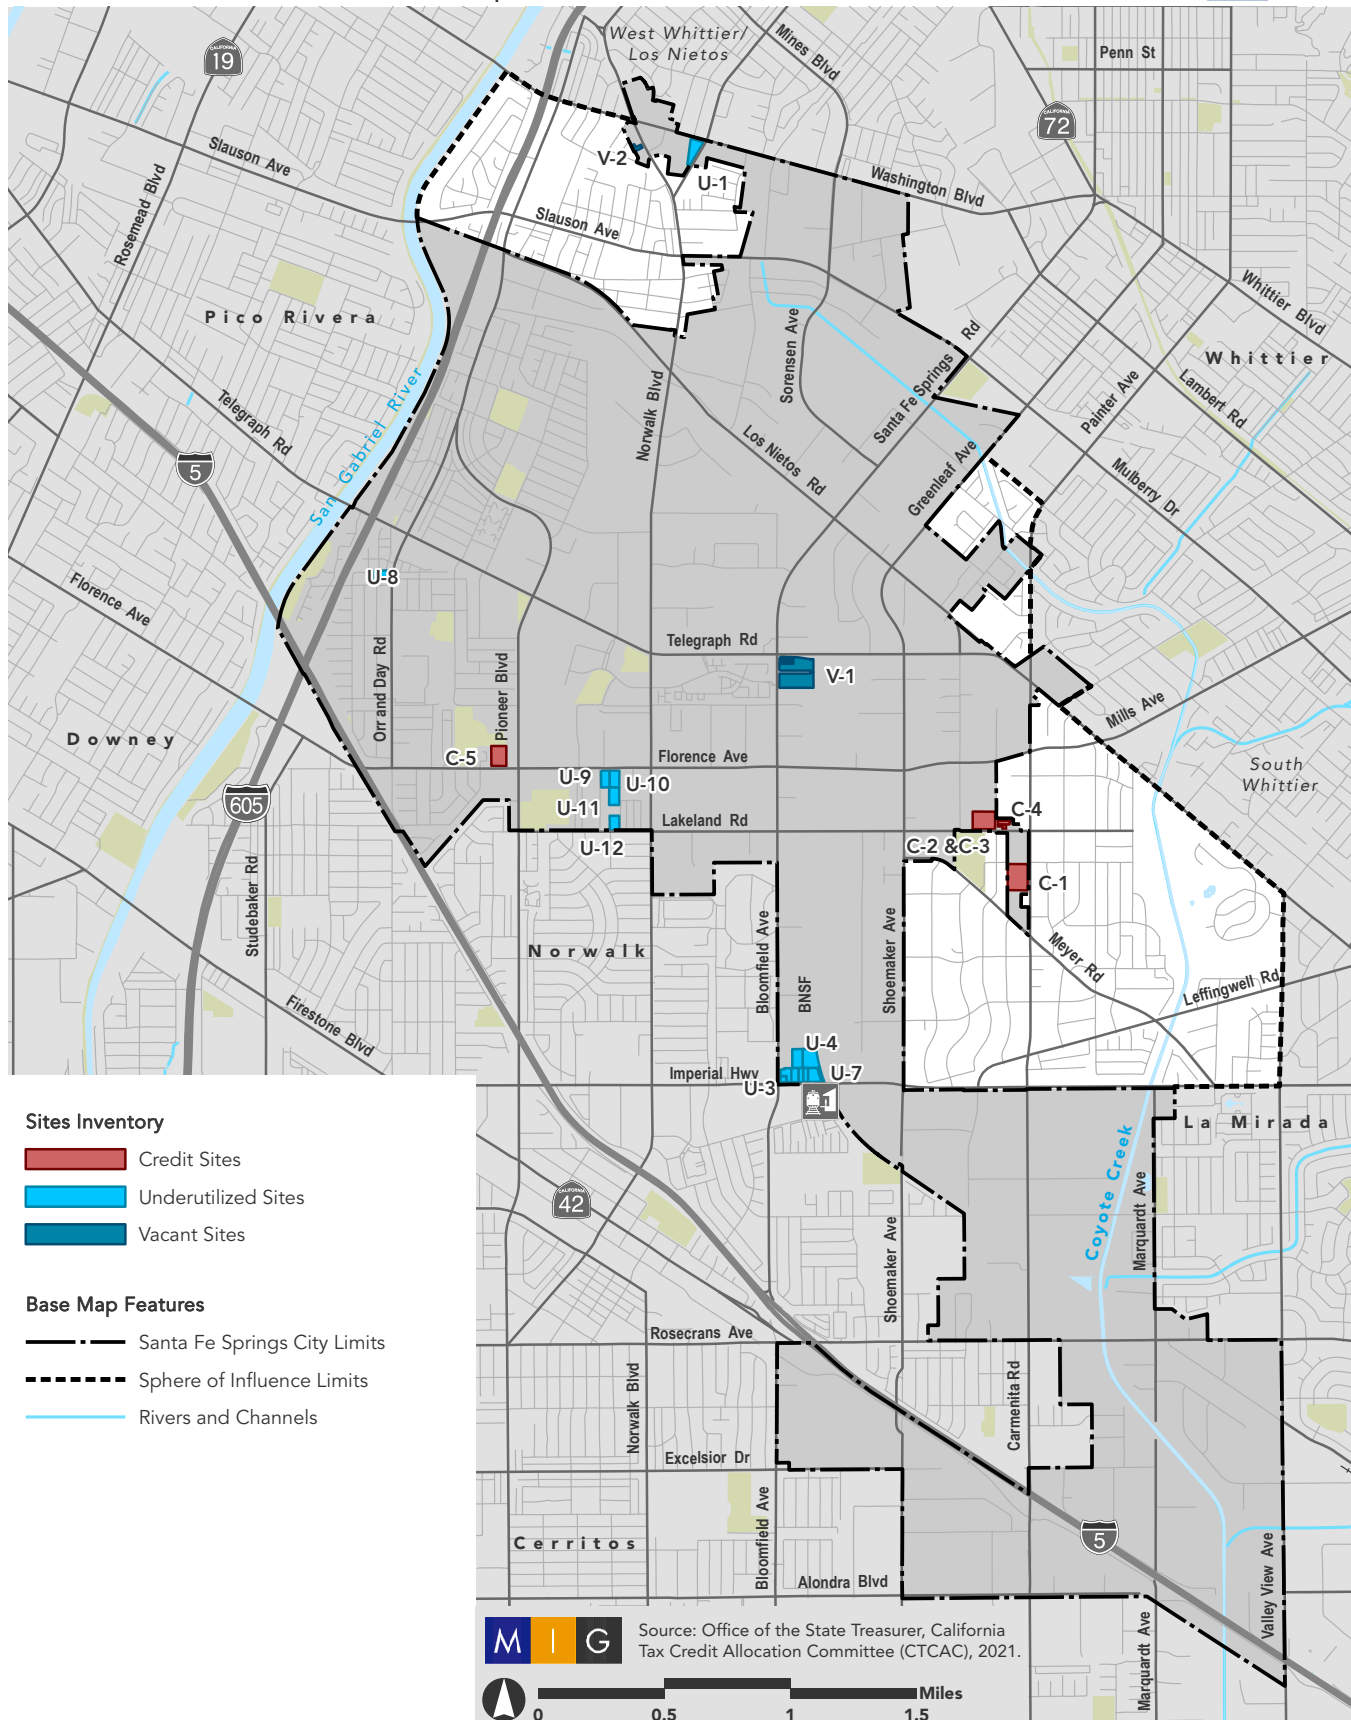 West Whittier/
Los Nietos
Mines Blvd
Penn St
CALIFORNIA
19
CALIFORNIA
72
Slauson Ave
Rosemead Blvd
V-2
U-1
Washington Blvd
Slauson Ave
Whittier Blvd
Pico Rivera
Whittier
Sorensen Ave
Santa Fe Springs Rd
Lambert Rd
Painter Ave
Norwalk Blvd
Telegraph Rd
San Gabriel River
Los Nietos Rd
Greenleaf Ave
Mulberry Dr
5
Florence Ave
U-8
Telegraph Rd
V-1
Orr and Day Rd
Pioneer Blvd
Mills Ave
Downey
C-5
Florence Ave
South
Whittier
U-9
U-10
605
U-11
Lakeland Rd
C-4
U-12
C-2 &C-3
C-1
Studebaker Rd
Norwalk
Bloomfield Ave
BNSF
Shoemaker Ave
Meyer Rd
Leffingwell Rd
Firestone Blvd
U-4
Imperial Hwy
U-7
U-3
Sites Inventory
Credit Sites
Underutilized Sites
Vacant Sites
Base Map Features
Santa Fe Springs City Limits
Sphere of Influence Limits
Rivers and Channels
La Mirada
Coyote Creek
Marquardt Ave
CALIFORNIA
42
Shoemaker Ave
Rosecrans Ave
Norwalk Blvd
Carmenita Rd
Excelsior Dr
Bloomfield Ave
Cerritos
5
Valley View Ave
Alondra Blvd
Marquardt Ave
M I G
Source: Office of the State Treasurer, California
Tax Credit Allocation Committee (CTCAC), 2021.
Miles
0 0.5 1 1.5